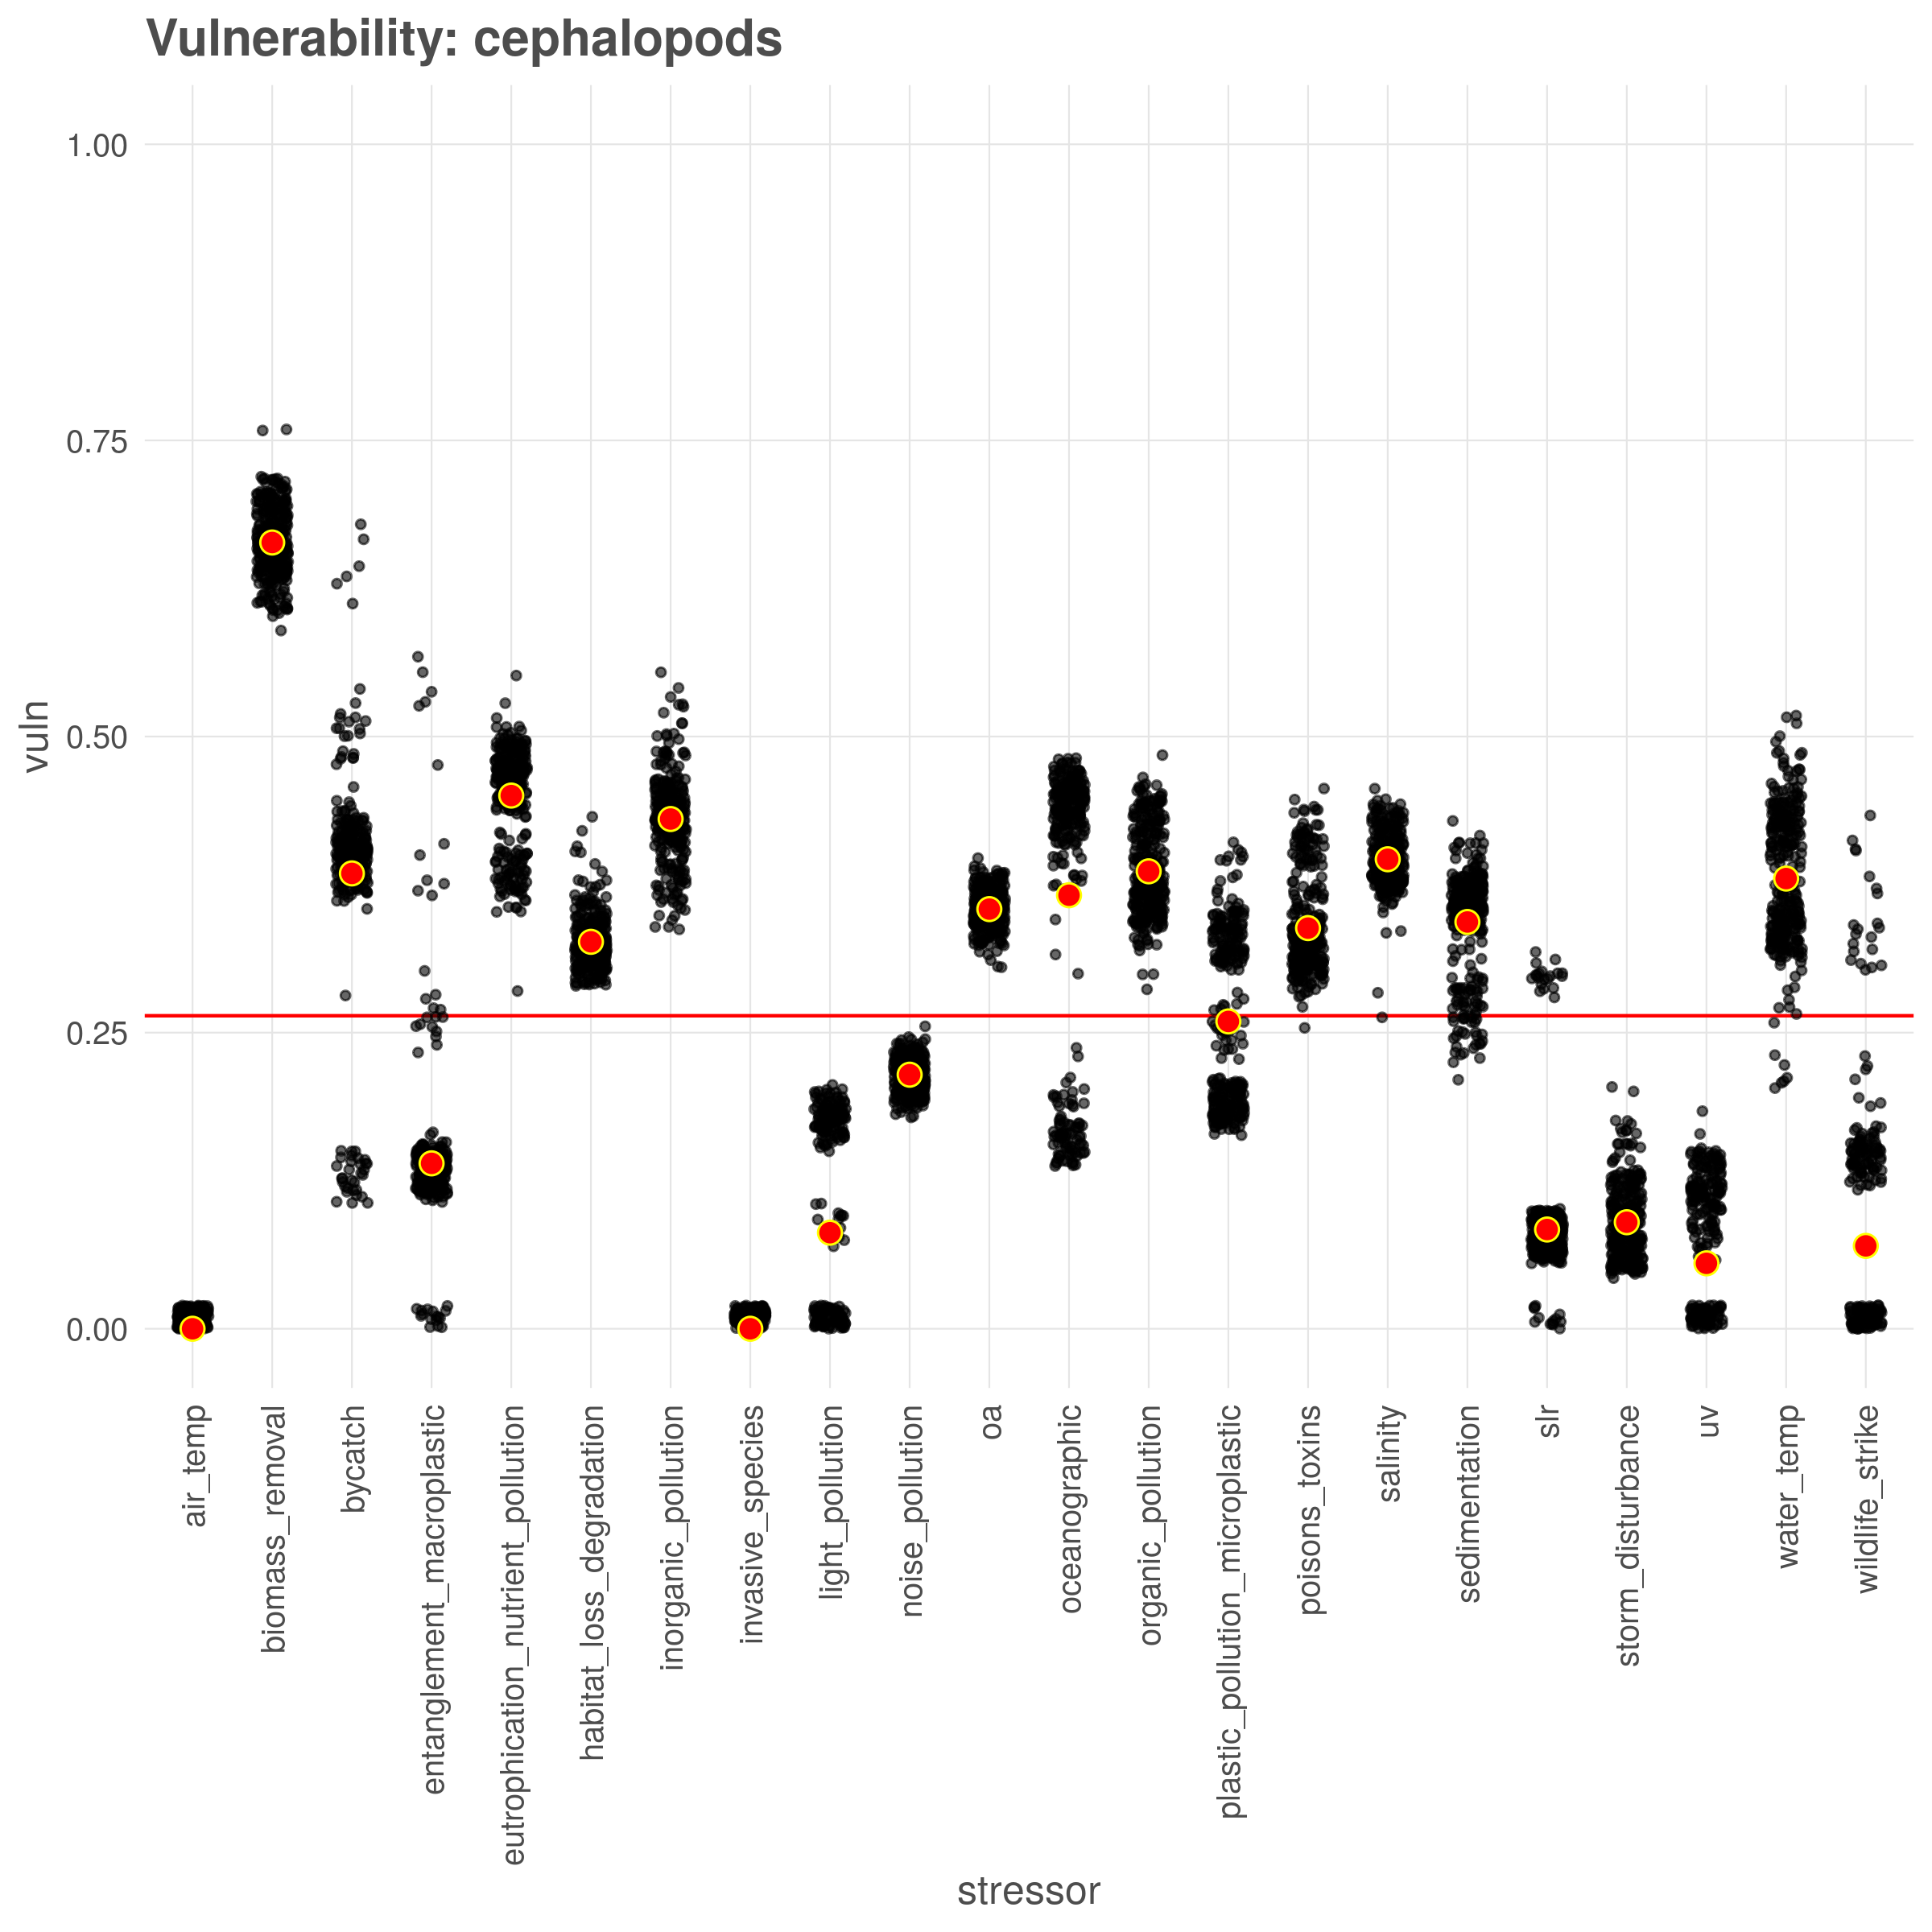 Vulnerability: cephalopods
vuln
1.00
0.75
0.50
0.25
0.00
air_temp
biomass_removal
bycatch
entanglement_macroplastic
eutrophication_nutrient_pollution
habitat_loss_degradation
inorganic_pollution
invasive_species
light_pollution
noise_pollution
oa
oceanographic
organic_pollution
plastic_pollution_microplastic
poisons_toxins
salinity
sedimentation
slr
storm_disturbance
uv
water_temp
wildlife_strike
stressor